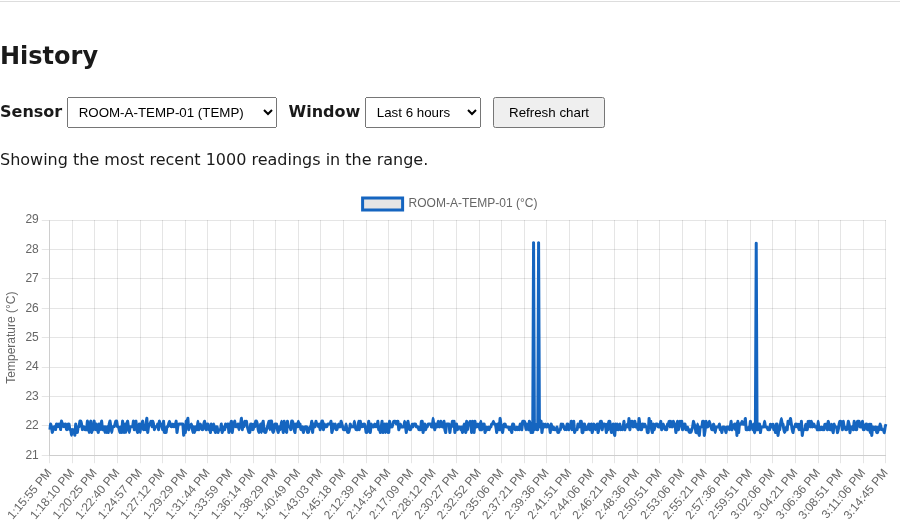 History
Sensor ROOM-A-TEMP-01 (TEMP) Window Last 6 hours Refresh chart
Showing the most recent 1000 readings in the range.
ROOM-A-TEMP-01 (°C)
29
28
27
26
25
24
23
22
21
Temperature (°C)
1:15:55 PM
1:18:10 PM
1:20:25 PM
1:22:40 PM
1:24:57 PM
1:27:12 PM
1:29:29 PM
1:31:44 PM
1:33:59 PM
1:36:14 PM
1:38:29 PM
1:40:49 PM
1:43:03 PM
1:45:18 PM
2:12:39 PM
2:14:54 PM
2:17:09 PM
2:28:12 PM
2:30:27 PM
2:32:52 PM
2:35:06 PM
2:37:21 PM
2:39:36 PM
2:41:51 PM
2:44:06 PM
2:46:21 PM
2:48:36 PM
2:50:51 PM
2:53:06 PM
2:55:21 PM
2:57:36 PM
2:59:51 PM
3:02:06 PM
3:04:21 PM
3:06:36 PM
3:08:51 PM
3:11:06 PM
3:14:45 PM